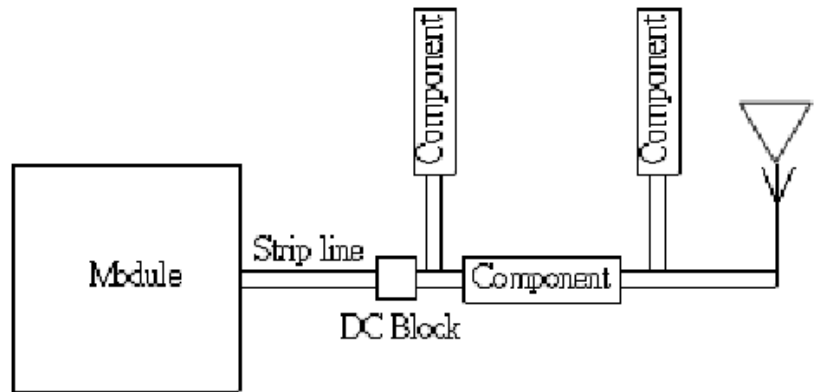 Component
Component
Strip line
Module
Component
DC Block